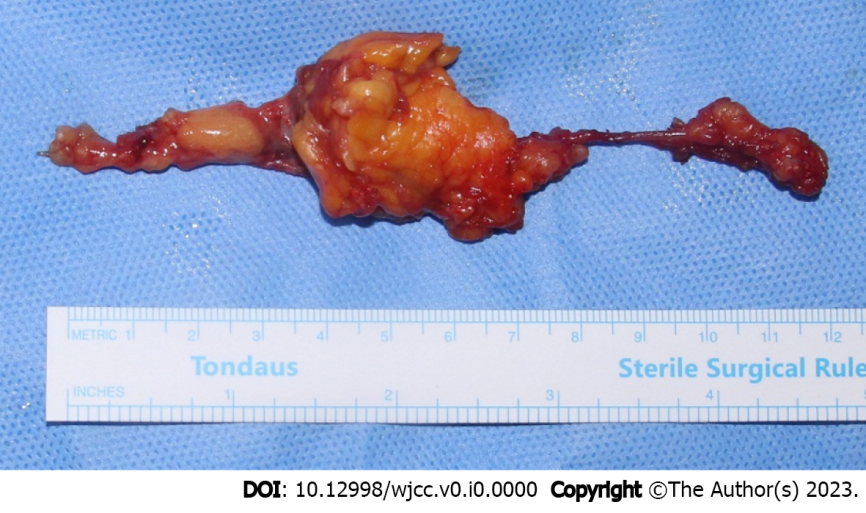 METRIC 1 2 3 4 5 6 7 8 9 10 11 12
Tondaus
Sterile Surgical Rule
INCHES 1 2 3 4
DOI: 10.12998/wjcc.v0.i0.0000 Copyright ©The Author(s) 2023.